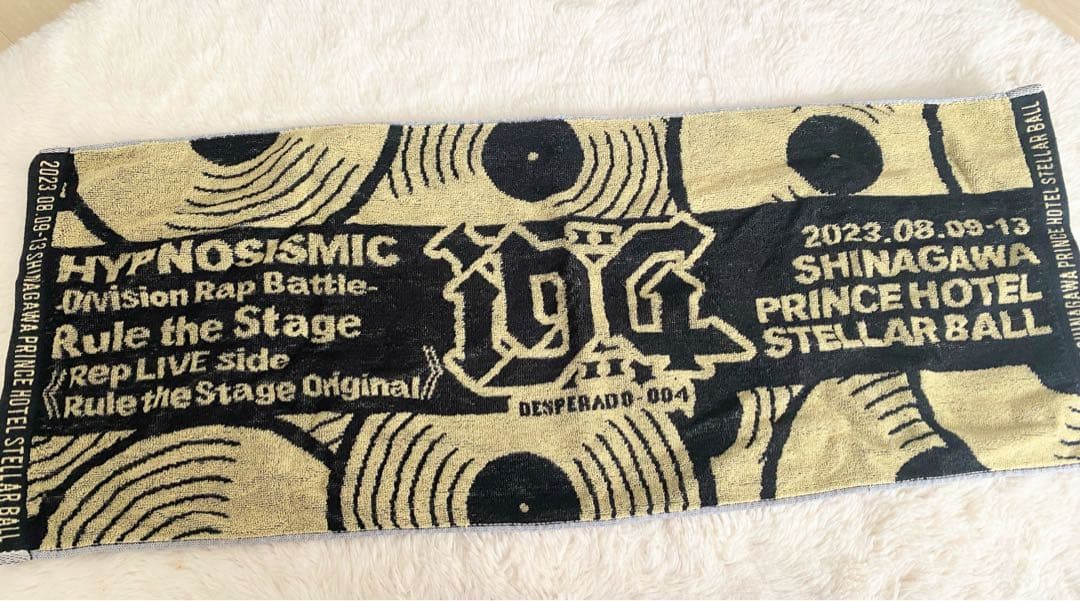 2023.08.09-13 SHINAGAWA PRINCE HOTEL STELLAR BALL
HYPNOSISMIC
-Division Rap Battle-
Rule the Stage
《Rep LIVE side
Rule the Stage Original》
DESPERADO-004
2023.08.09-13
SHINAGAWA
PRINCE HOTEL
STELLAR BALL
SHINAGAWA PRINCE HOTEL STELLAR BALL